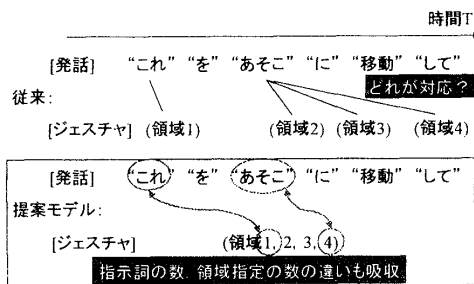 時間T
[発話] “これ” “を” “あそこ” “に” “移動” “して”
どれが対応？
従来：
[ジェスチャ] (領域1) (領域2) (領域3) (領域4)
[発話] “これ” “を” “あそこ” “に” “移動” “して”
提案モデル：
[ジェスチャ] (領域1, 2, 3, 4)
指示詞の数, 領域指定の数の違いも吸収